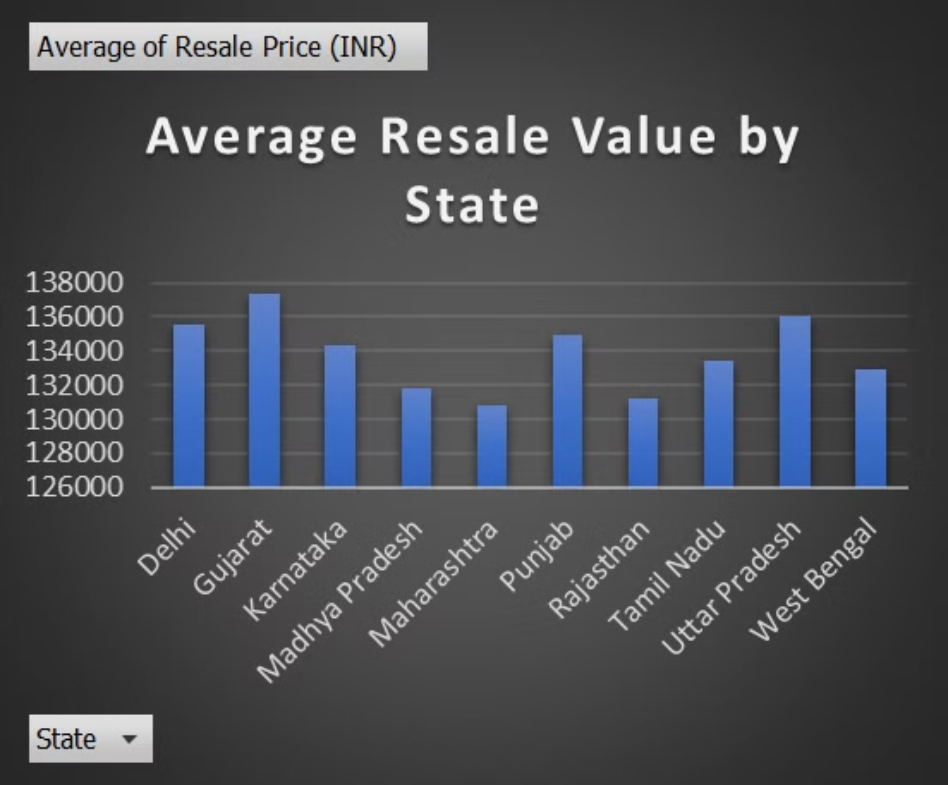 Average of Resale Price (INR)
Average Resale Value by
State
138000
136000
134000
132000
130000
128000
126000
Delhi
Gujarat
Karnataka
Madhya Pradesh
Maharashtra
Punjab
Rajasthan
Tamil Nadu
Uttar Pradesh
West Bengal
State